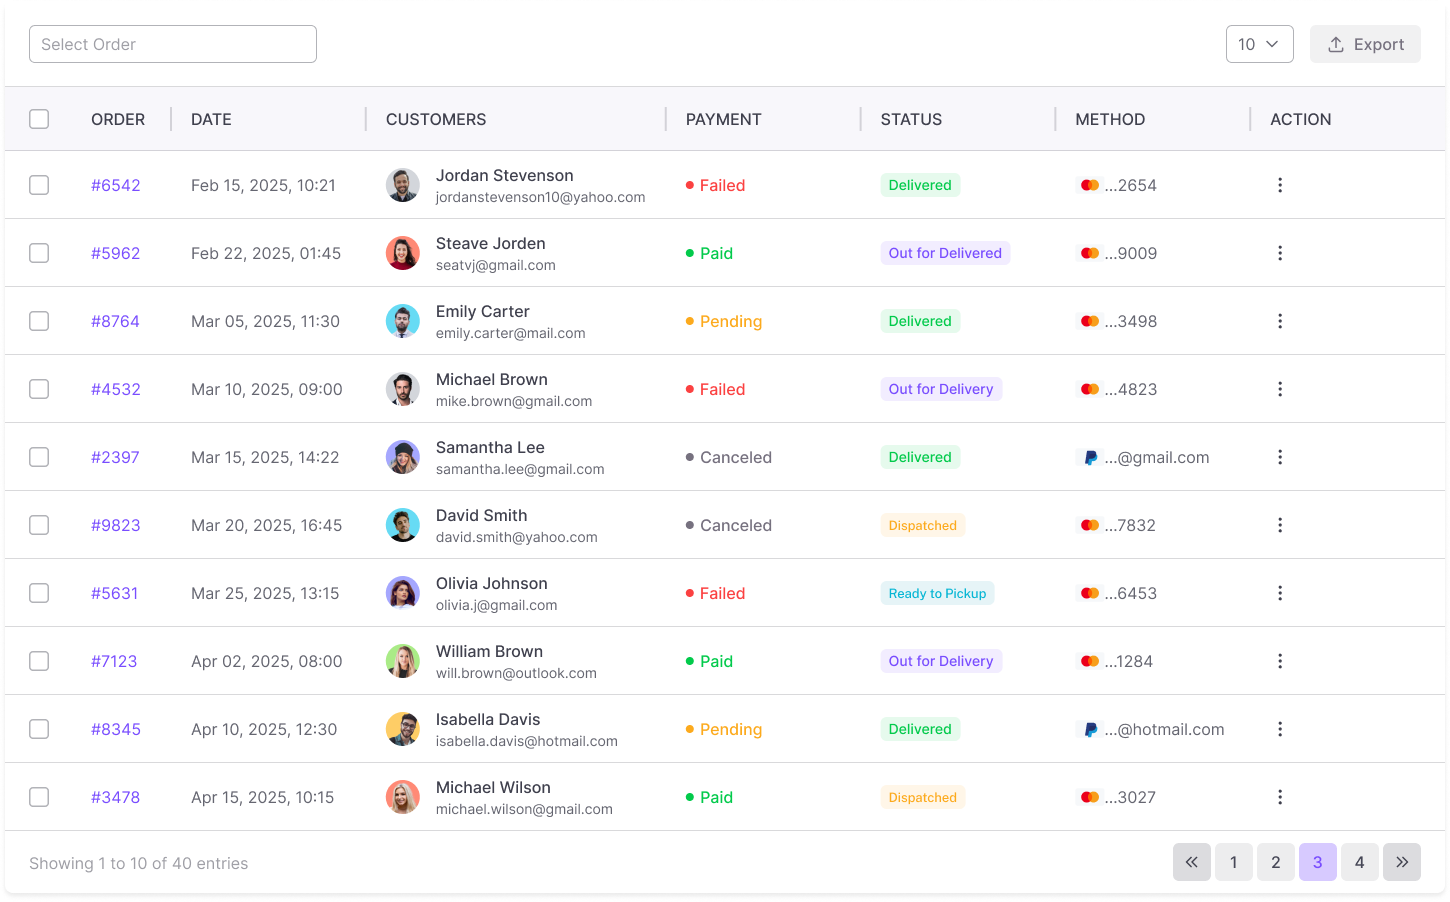 Select Order
10
Export
ORDER DATE CUSTOMERS PAYMENT STATUS METHOD ACTION
#6542 Feb 15, 2025, 10:21 Jordan Stevenson Failed Delivered ...2654
jordanstevenson10@yahoo.com
#5962 Feb 22, 2025, 01:45 Steave Jorden Paid Out for Delivered ...9009
seatvj@gmail.com
#8764 Mar 05, 2025, 11:30 Emily Carter Pending Delivered ...3498
emily.carter@mail.com
#4532 Mar 10, 2025, 09:00 Michael Brown Failed Out for Delivery ...4823
mike.brown@gmail.com
#2397 Mar 15, 2025, 14:22 Samantha Lee Canceled Delivered ...@gmail.com
samantha.lee@gmail.com
#9823 Mar 20, 2025, 16:45 David Smith Canceled Dispatched ...7832
david.smith@yahoo.com
#5631 Mar 25, 2025, 13:15 Olivia Johnson Failed Ready to Pickup ...6453
olivia.j@gmail.com
#7123 Apr 02, 2025, 08:00 William Brown Paid Out for Delivery ...1284
will.brown@outlook.com
#8345 Apr 10, 2025, 12:30 Isabella Davis Pending Delivered ...@hotmail.com
isabella.davis@hotmail.com
#3478 Apr 15, 2025, 10:15 Michael Wilson Paid Dispatched ...3027
michael.wilson@gmail.com
Showing 1 to 10 of 40 entries
1 2 3 4